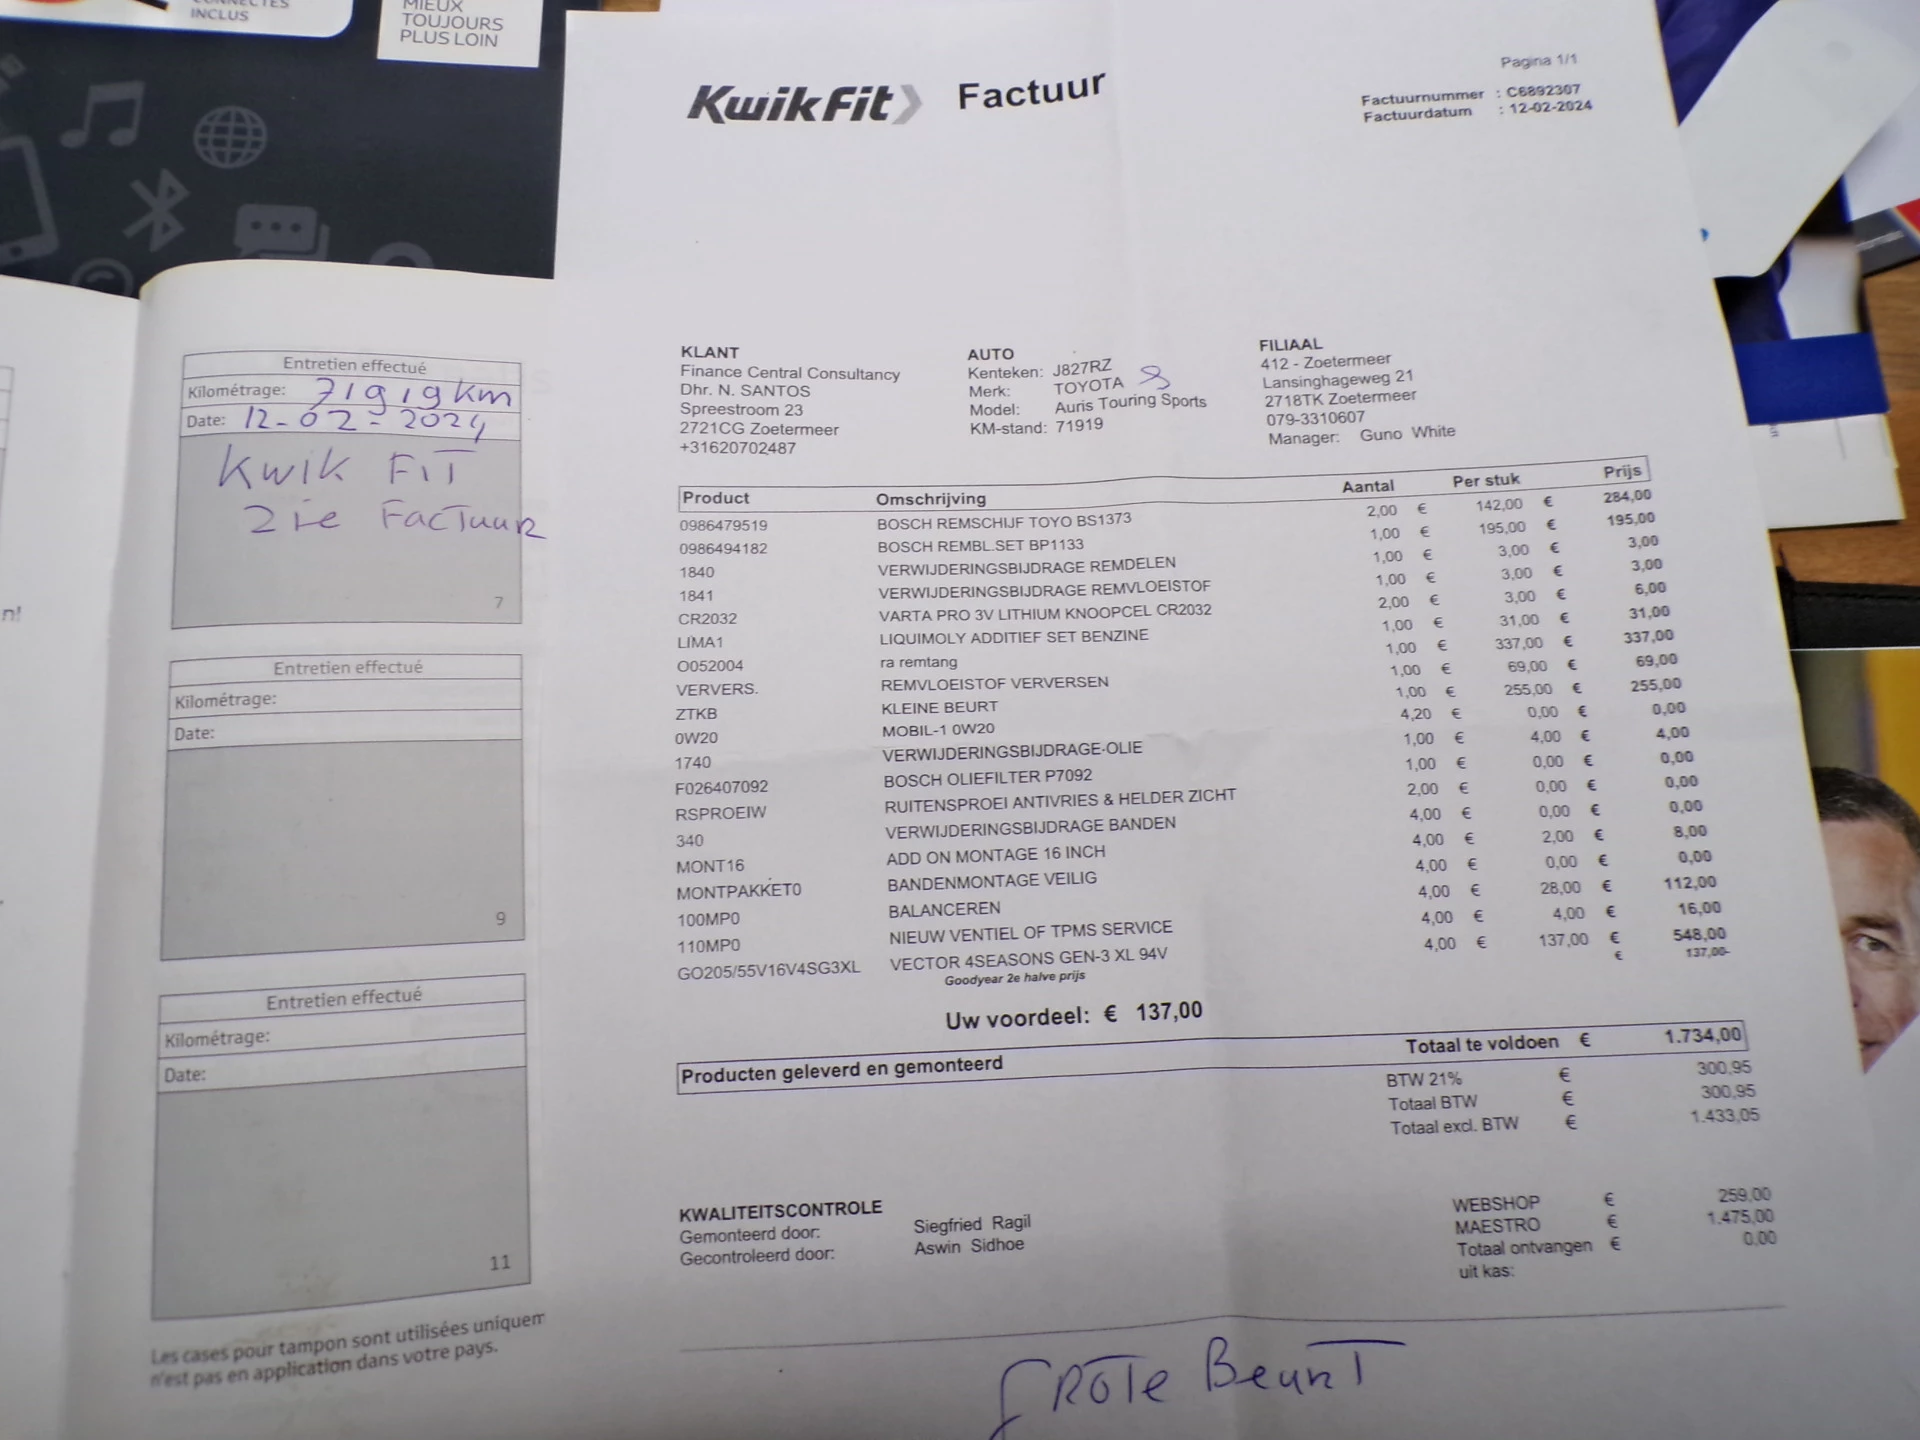 INCLUS
MIEUX
TOUJOURS
PLUS LOIN
KwikFit Factuur
Pagina 1/1
Factuurnummer : C6892307
Factuurdatum : 12-02-2024
KLANT
Finance Central Consultancy
Dhr. N. SANTOS
Spreestroom 23
2721CG Zoetermeer
+31620702487
AUTO
Kenteken: J827RZ
Merk: TOYOTA
Model: Auris Touring Sports
KM-stand: 71919
FILIAAL
412 - Zoetermeer
Lansinghageweg 21
2718TK Zoetermeer
079-3310607
Manager: Guno White
Product Omschrijving Aantal Per stuk Prijs
0986479519 BOSCH REMSCHIJF TOYO BS1373 2,00 € 142,00 € 284,00
0986494182 BOSCH REMBL.SET BP1133 1,00 € 195,00 € 195,00
1840 VERWIJDERINGSBIJDRAGE REMDELEN 1,00 € 3,00 € 3,00
1841 VERWIJDERINGSBIJDRAGE REMVLOEISTOF 1,00 € 3,00 € 3,00
CR2032 VARTA PRO 3V LITHIUM KNOOPCEL CR2032 2,00 € 3,00 € 6,00
LIMA1 LIQUIMOLY ADDITIEF SET BENZINE 1,00 € 31,00 € 31,00
O052004 ra remtang 1,00 € 337,00 € 337,00
VERVERS. REMVLOEISTOF VERVERSEN 1,00 € 69,00 € 69,00
ZTKB KLEINE BEURT 1,00 € 255,00 € 255,00
0W20 MOBIL-1 0W20 4,20 € 0,00 € 0,00
1740 VERWIJDERINGSBIJDRAGE-OLIE 1,00 € 4,00 € 4,00
F026407092 BOSCH OLIEFILTER P7092 1,00 € 0,00 € 0,00
RSPROEIW RUITENSPROEI ANTIVRIES & HELDER ZICHT 2,00 € 0,00 € 0,00
340 VERWIJDERINGSBIJDRAGE BANDEN 4,00 € 0,00 € 0,00
MONT16 ADD ON MONTAGE 16 INCH 4,00 € 2,00 € 8,00
MONTPAKKET0 BANDENMONTAGE VEILIG 4,00 € 0,00 € 0,00
100MP0 BALANCEREN 4,00 € 28,00 € 112,00
110MP0 NIEUW VENTIEL OF TPMS SERVICE 4,00 € 4,00 € 16,00
GO205/55V16V4SG3XL VECTOR 4SEASONS GEN-3 XL 94V 4,00 € 137,00 € 548,00
Goodyear 2e halve prijs € 137,00-
Uw voordeel: € 137,00
Producten geleverd en gemonteerd Totaal te voldoen € 1.734,00
BTW 21% € 300,95
Totaal BTW € 300,95
Totaal excl. BTW € 1.433,05
KWALITEITSCONTROLE
Gemonteerd door: Siegfried Ragil
Gecontroleerd door: Aswin Sidhoe
WEBSHOP € 259,00
MAESTRO € 1.475,00
Totaal ontvangen € 0,00
uit kas:
GROTE BEURT
Entretien effectué
Kilométrage: 71919 km
Date: 12-02-2024
KWIK FIT
2ie FACTUUR
7
Entretien effectué
Kilométrage:
Date:
9
Entretien effectué
Kilométrage:
Date:
11
Les cases pour tampon sont utilisées uniquem
n'est pas en application dans votre pays.